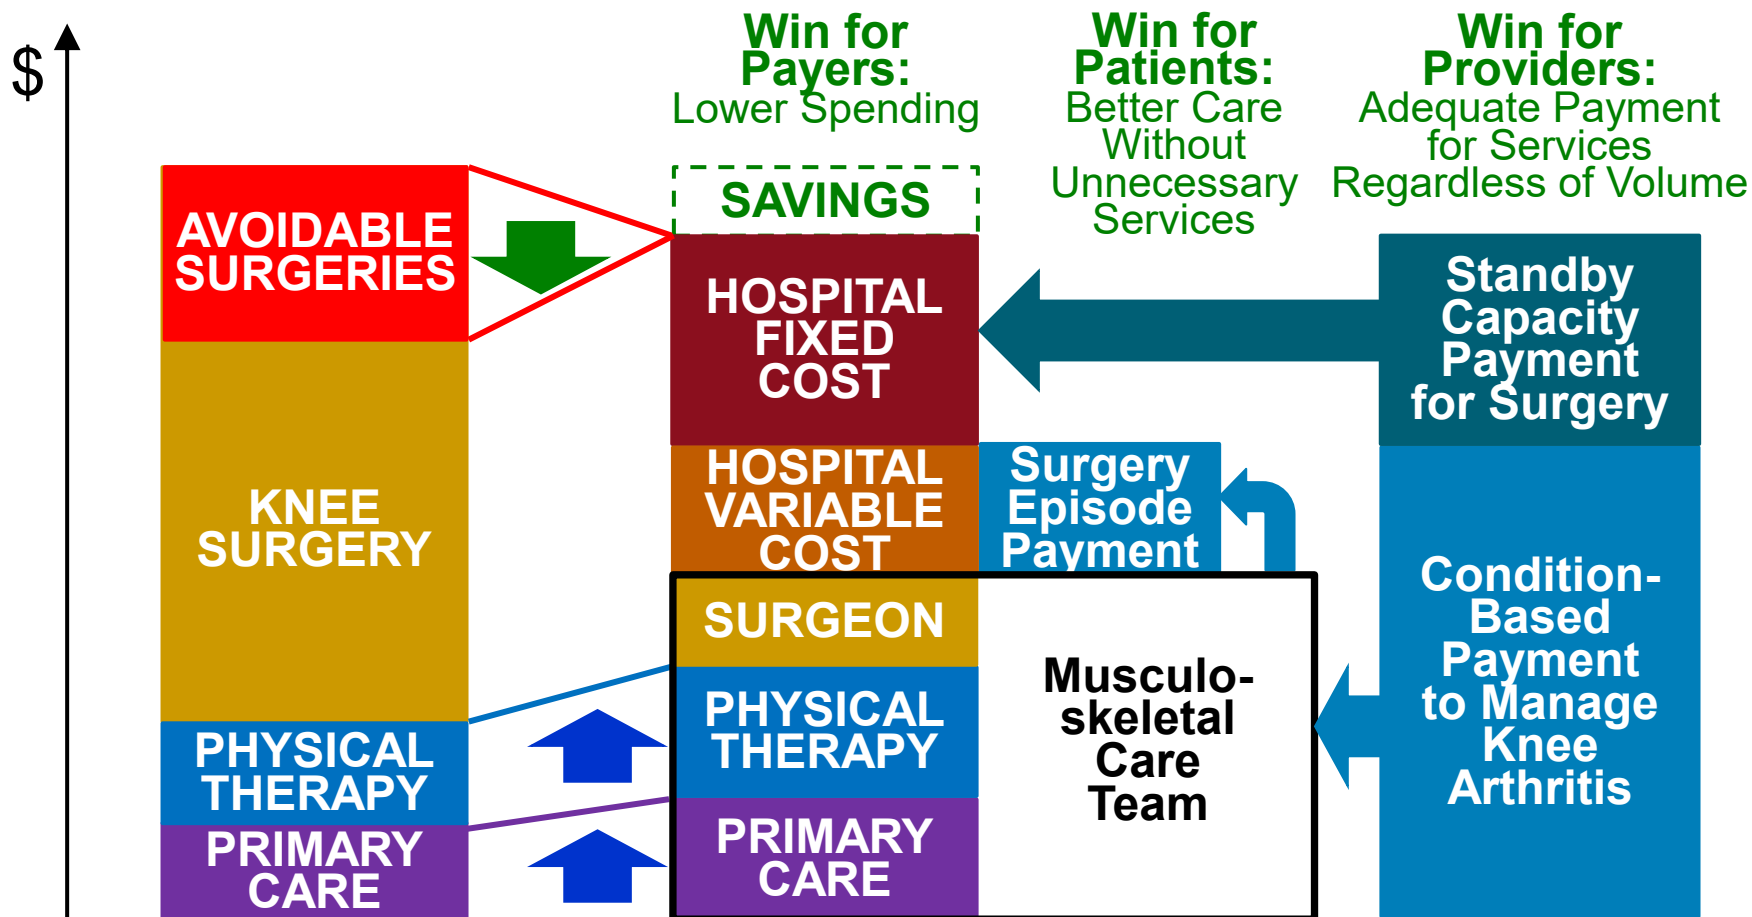 $
Win for
Payers:
Lower Spending
Win for
Patients:
Better Care
Without
Unnecessary
Services
Win for
Providers:
Adequate Payment
for Services
Regardless of Volume
AVOIDABLE
SURGERIES
KNEE
SURGERY
PHYSICAL
THERAPY
PRIMARY
CARE
SAVINGS
HOSPITAL
FIXED
COST
HOSPITAL
VARIABLE
COST
SURGEON
PHYSICAL
THERAPY
PRIMARY
CARE
Surgery
Episode
Payment
Musculo-
skeletal
Care
Team
Standby
Capacity
Payment
for Surgery
Condition-
Based
Payment
to Manage
Knee
Arthritis